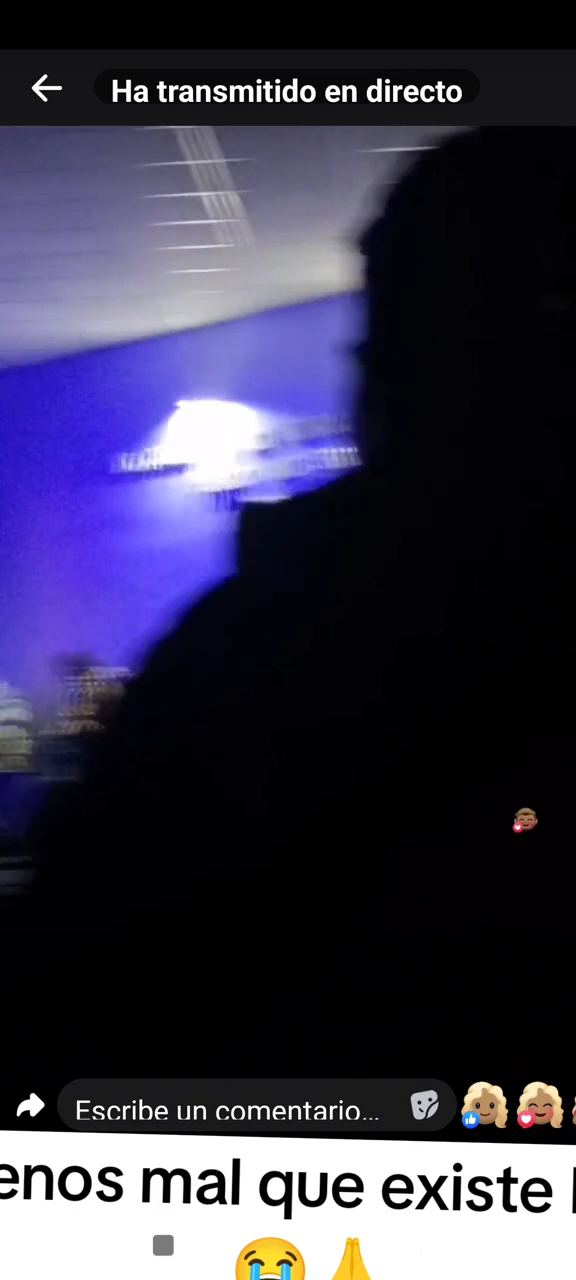 Ha transmitido en directo
Escribe un comentario...
enos mal que existe